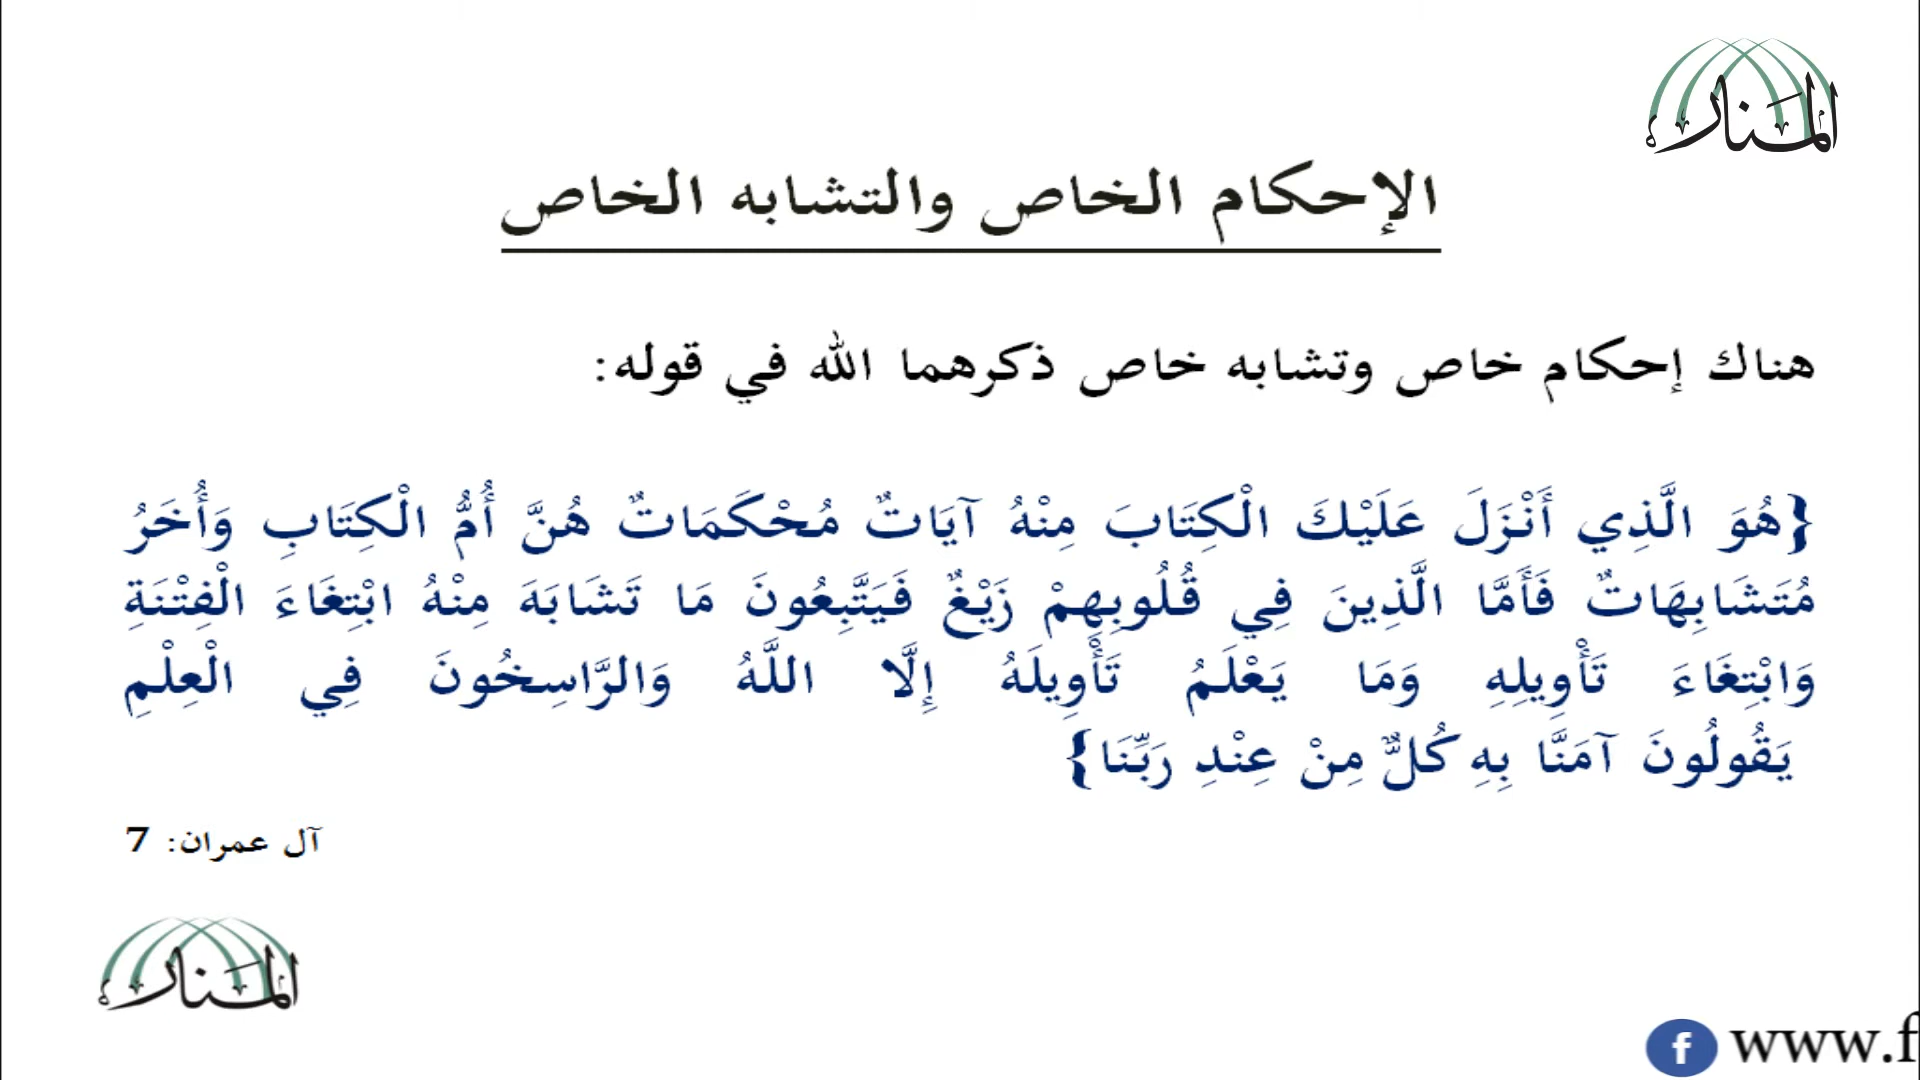 المنارة
الإحكام الخاص والتشابه الخاص
هناك إحكام خاص وتشابه خاص ذكرهما الله في قوله:
{هُوَ الَّذِي أَنْزَلَ عَلَيْكَ الْكِتَابَ مِنْهُ آيَاتٌ مُحْكَمَاتٌ هُنَّ أُمُّ الْكِتَابِ وَأُخَرُ
مُتَشَابِهَاتٌ فَأَمَّا الَّذِينَ فِي قُلُوبِهِمْ زَيْغٌ فَيَتَّبِعُونَ مَا تَشَابَهَ مِنْهُ ابْتِغَاءَ الْفِتْنَةِ
وَابْتِغَاءَ تَأْوِيلِهِ وَمَا يَعْلَمُ تَأْوِيلَهُ إِلَّا اللَّهُ وَالرَّاسِخُونَ فِي الْعِلْمِ
يَقُولُونَ آمَنَّا بِهِ كُلٌّ مِنْ عِنْدِ رَبِّنَا}
آل عمران: 7
المنارة
f www.f